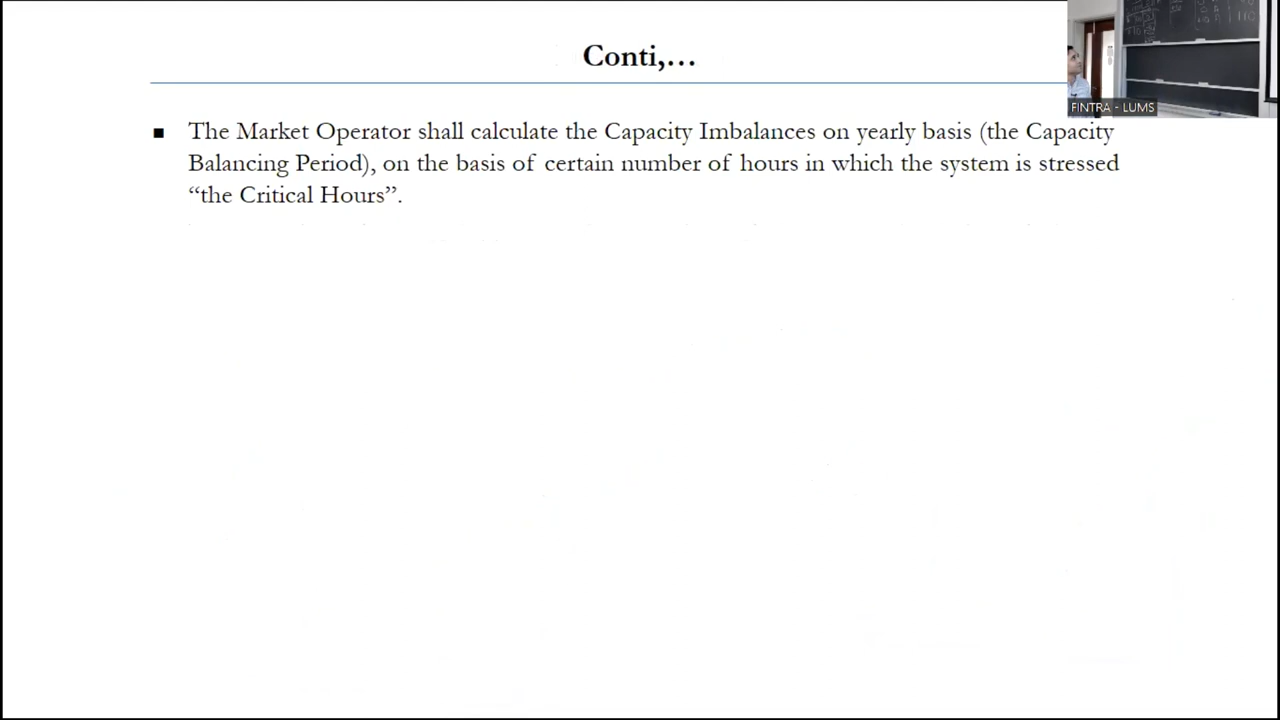 Conti,…
FINTRA - LUMS
■ The Market Operator shall calculate the Capacity Imbalances on yearly basis (the Capacity
Balancing Period), on the basis of certain number of hours in which the system is stressed
“the Critical Hours”.